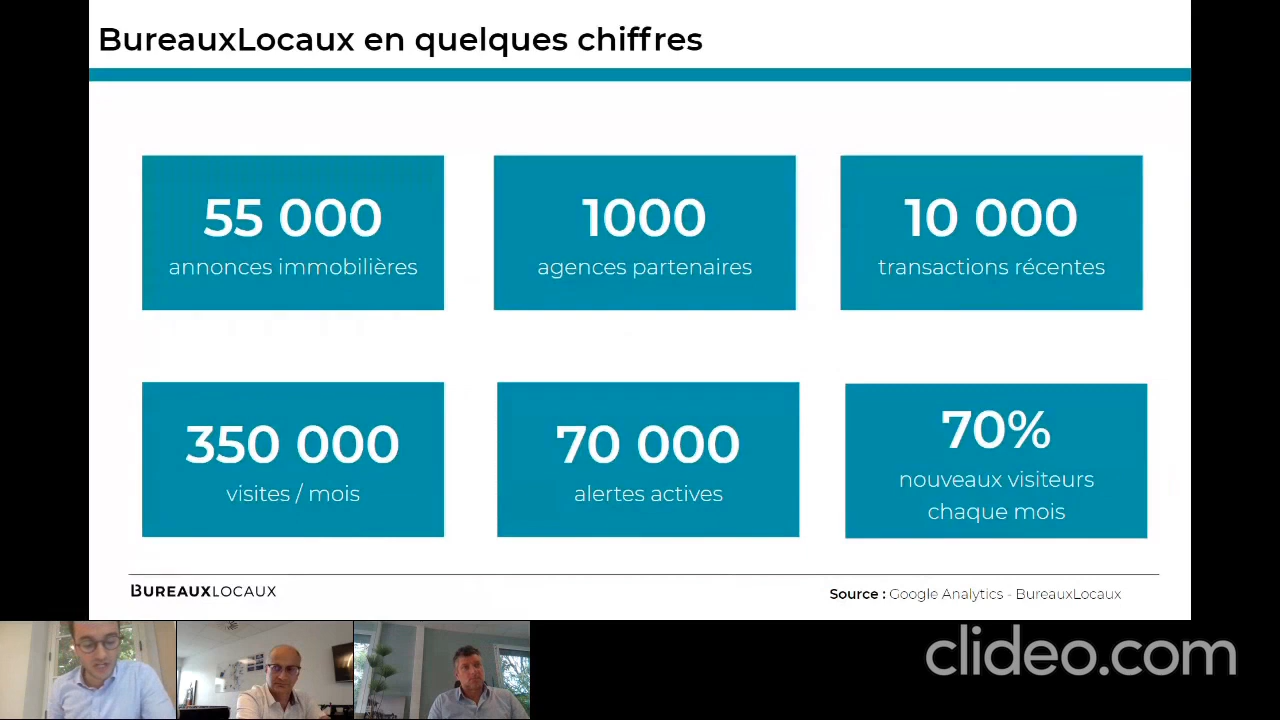 BureauxLocaux en quelques chiffres
55 000
annonces immobilières
1000
agences partenaires
10 000
transactions récentes
350 000
visites / mois
70 000
alertes actives
70%
nouveaux visiteurs
chaque mois
BUREAUXLOCAUX
Source : Google Analytics - BureauxLocaux
clideo.com